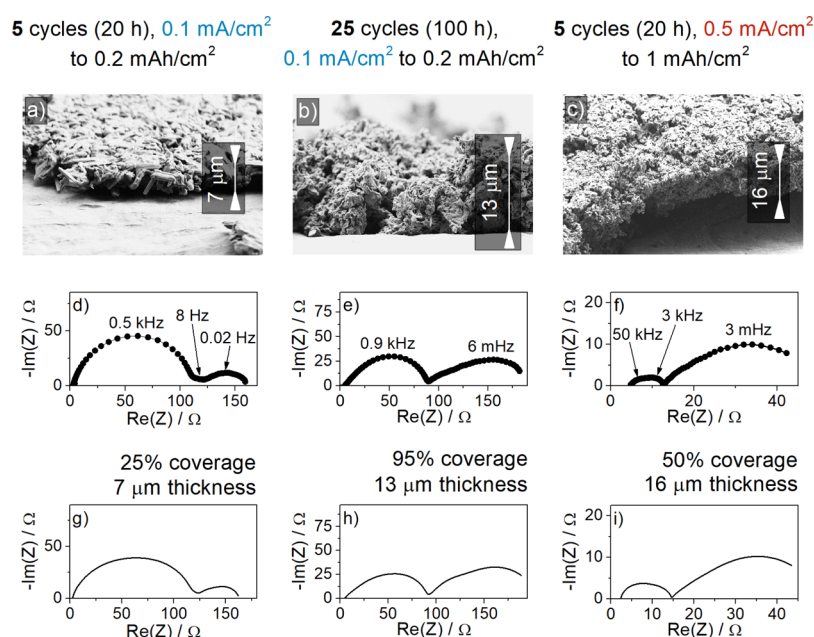 5 cycles (20 h), 0.1 mA/cm²
to 0.2 mAh/cm²
25 cycles (100 h),
0.1 mA/cm² to 0.2 mAh/cm²
5 cycles (20 h), 0.5 mA/cm²
to 1 mAh/cm²
a)
7 μm
b)
13 μm
c)
16 μm
d)
0.5 kHz
8 Hz
0.02 Hz
50
0
0 50 100 150
-Im(Z) / Ω
Re(Z) / Ω
e)
0.9 kHz
6 mHz
75
50
25
0
0 50 100 150
-Im(Z) / Ω
Re(Z) / Ω
f)
50 kHz
3 kHz
3 mHz
20
10
0
0 20 40
-Im(Z) / Ω
Re(Z) / Ω
25% coverage
7 μm thickness
95% coverage
13 μm thickness
50% coverage
16 μm thickness
g)
50
0
0 50 100 150
-Im(Z) / Ω
Re(Z) / Ω
h)
75
50
25
0
0 50 100 150
-Im(Z) / Ω
Re(Z) / Ω
i)
20
10
0
0 10 20 30 40
-Im(Z) / Ω
Re(Z) / Ω